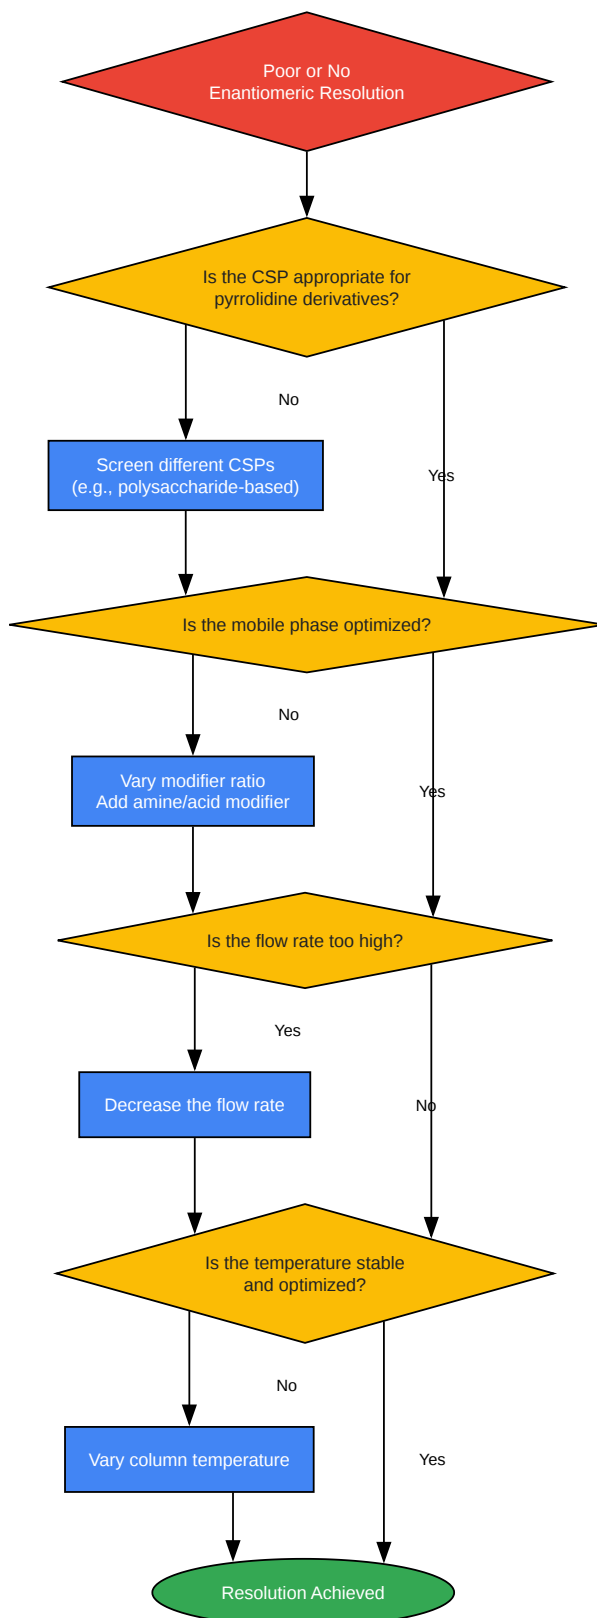 Poor or No
Enantiomeric Resolution
Is the CSP appropriate for
pyrrolidine derivatives?
No
Screen different CSPs
(e.g., polysaccharide-based)
Yes
Is the mobile phase optimized?
No
Vary modifier ratio
Add amine/acid modifier
Yes
Is the flow rate too high?
Yes
Decrease the flow rate
No
Is the temperature stable
and optimized?
No
Vary column temperature
Yes
Resolution Achieved